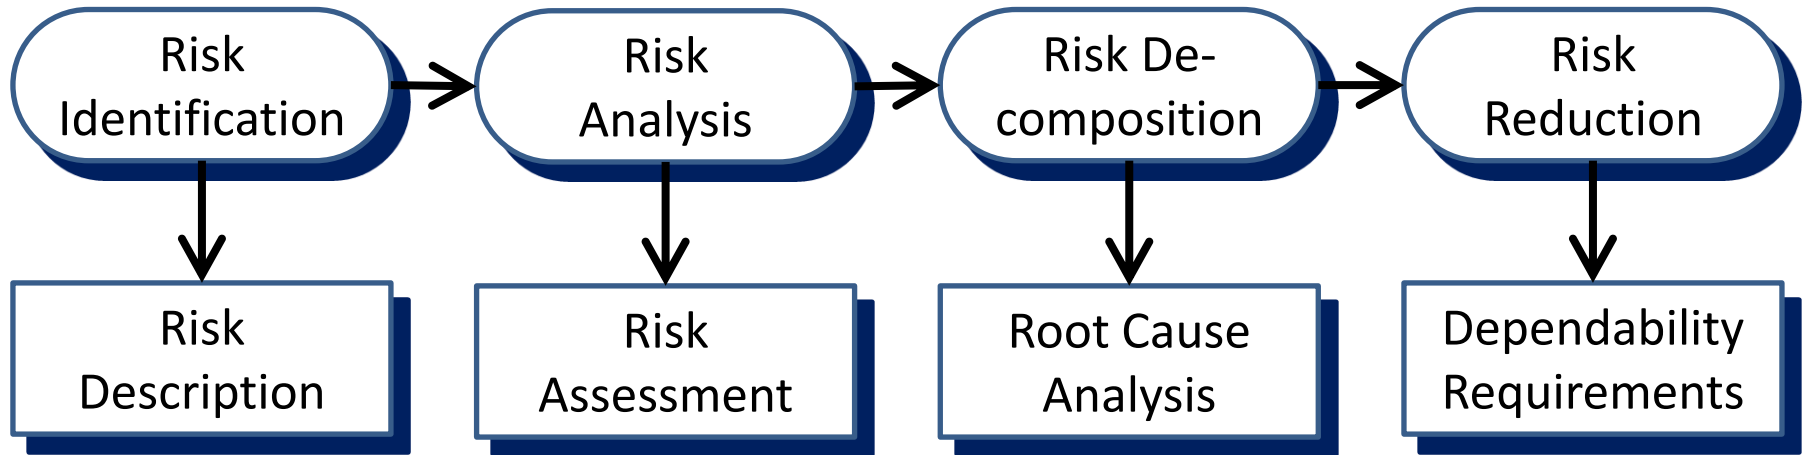 Risk
Identification
Risk
Analysis
Risk De-
composition
Risk
Reduction
Risk
Description
Risk
Assessment
Root Cause
Analysis
Dependability
Requirements